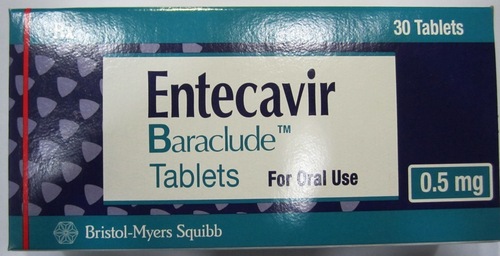 Rx
30 Tablets
Entecavir
Baraclude™
Tablets For Oral Use
0.5 mg
Bristol-Myers Squibb